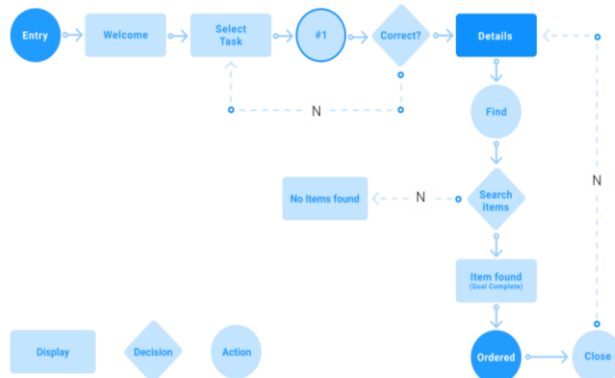 Entry
Welcome
Select
Task
#1
Correct?
Details
N
Find
N
No Items found
N
Search
items
Item found
(Goal Complete)
Display
Decision
Action
Ordered
Close